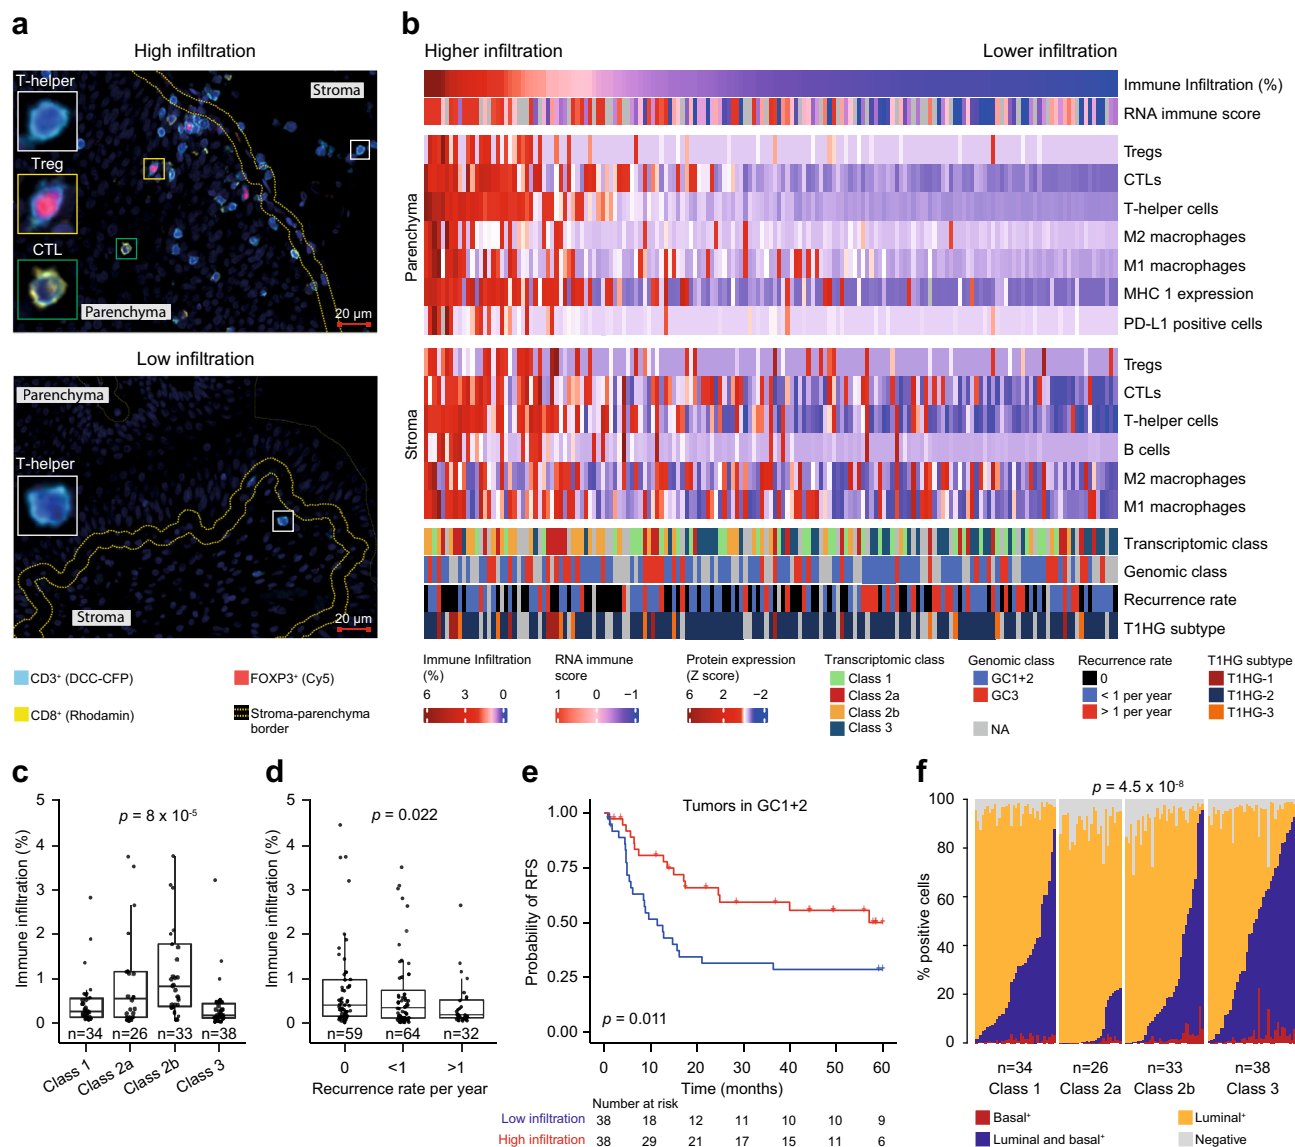 a
High infiltration
T-helper
Stroma
Treg
CTL
Parenchyma
20 µm
Low infiltration
Parenchyma
T-helper
Stroma
20 µm
CD3⁺ (DCC-CFP)
FOXP3⁺ (Cy5)
CD8⁺ (Rhodamin)
Stroma-parenchyma
border
b
Higher infiltration
Lower infiltration
Immune Infiltration (%)
RNA immune score
Parenchyma
Tregs
CTLs
T-helper cells
M2 macrophages
M1 macrophages
MHC 1 expression
PD-L1 positive cells
Stroma
Tregs
CTLs
T-helper cells
B cells
M2 macrophages
M1 macrophages
Transcriptomic class
Genomic class
Recurrence rate
T1HG subtype
Immune Infiltration
(%)
6 3 0
RNA immune
score
1 0 −1
Protein expression
(Z score)
6 2 −2
Transcriptomic class
Class 1
Class 2a
Class 2b
Class 3
Genomic class
GC1+2
GC3
NA
Recurrence rate
0
< 1 per year
> 1 per year
T1HG subtype
T1HG-1
T1HG-2
T1HG-3
c
Immune infiltration (%)
5
4
3
2
1
0
p = 8 x 10⁻⁵
n=34 n=26 n=33 n=38
Class 1 Class 2a Class 2b Class 3
d
Immune infiltration (%)
5
4
3
2
1
0
p = 0.022
n=59 n=64 n=32
0 <1 >1
Recurrence rate per year
e
Tumors in GC1+2
Probability of RFS
1.00
0.75
0.50
0.25
0.00
p = 0.011
0 10 20 30 40 50 60
Time (months)
Number at risk
Low infiltration 38 18 12 11 10 10 9
High infiltration 38 29 21 17 15 11 6
f
p = 4.5 x 10⁻⁸
% positive cells
100
80
60
40
20
0
n=34 n=26 n=33 n=38
Class 1 Class 2a Class 2b Class 3
Basal⁺
Luminal⁺
Luminal and basal⁺
Negative